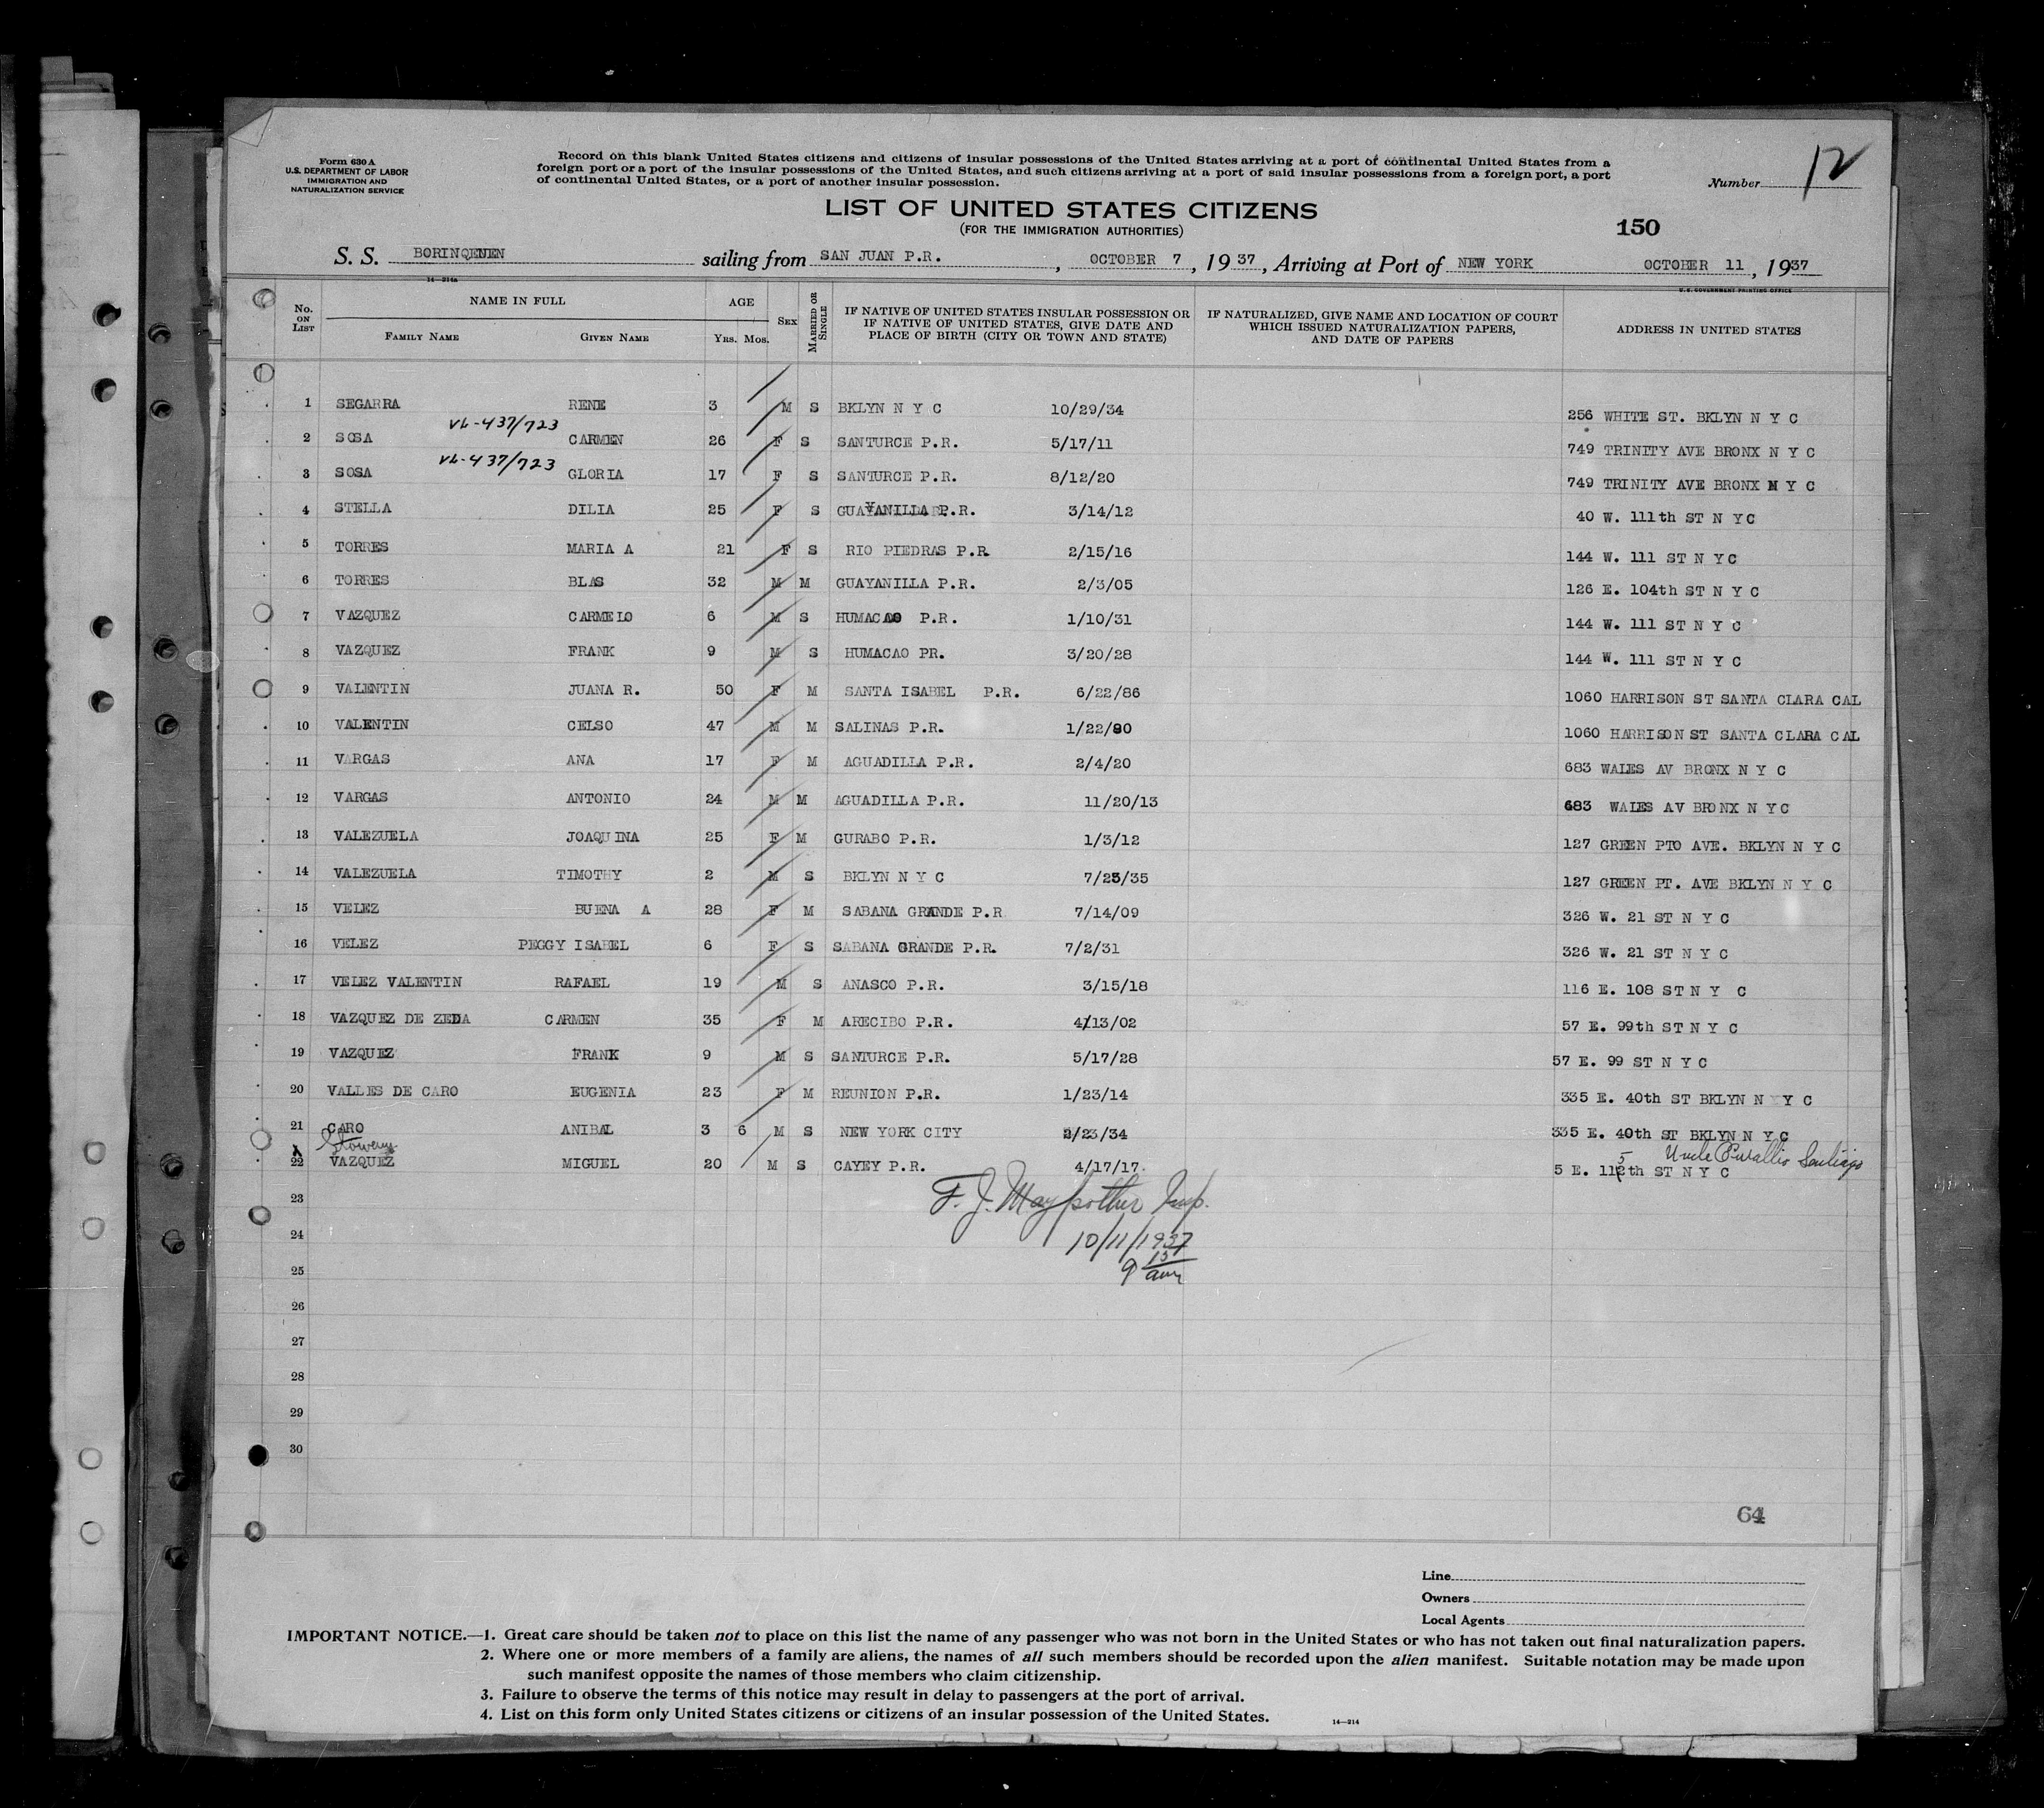 Form 630 A
U.S. DEPARTMENT OF LABOR
IMMIGRATION AND
NATURALIZATION SERVICE
Record on this blank United States citizens and citizens of insular possessions of the United States arriving at a port of continental United States from a
foreign port or a port of the insular possessions of the United States, and such citizens arriving at a port of said insular possessions from a foreign port, a port
of continental United States, or a port of another insular possession.
Number 12
LIST OF UNITED STATES CITIZENS
(FOR THE IMMIGRATION AUTHORITIES)
150
S. S. BORINQUEN sailing from SAN JUAN P.R. , OCTOBER 7 , 19 37 , Arriving at Port of NEW YORK OCTOBER 11 , 19 37
14—214a
U.S. GOVERNMENT PRINTING OFFICE
No. ON LIST
NAME IN FULL
FAMILY NAME GIVEN NAME
AGE
YRS. MOS.
SEX
MARRIED OR SINGLE
IF NATIVE OF UNITED STATES INSULAR POSSESSION OR
IF NATIVE OF UNITED STATES, GIVE DATE AND
PLACE OF BIRTH (CITY OR TOWN AND STATE)
IF NATURALIZED, GIVE NAME AND LOCATION OF COURT
WHICH ISSUED NATURALIZATION PAPERS,
AND DATE OF PAPERS
ADDRESS IN UNITED STATES
1 SEGARRA RENE 3 M S BKLYN N Y C 10/29/34 256 WHITE ST. BKLYN N Y C
VL-437/723
2 SOSA CARMEN 26 F S SANTURCE P.R. 5/17/11 749 TRINITY AVE BRONX N Y C
VL-437/723
3 SOSA GLORIA 17 F S SANTURCE P.R. 8/12/20 749 TRINITY AVE BRONX N Y C
4 STELLA DILIA 25 F S GUAYANILLA P.R. 3/14/12 40 W. 111th ST N YC
5 TORRES MARIA A 21 F S RIO PIEDRAS P.R 2/15/16 144 W. 111 ST N YC
6 TORRES BLAS 32 M M GUAYANILLA P.R. 2/3/05 126 E. 104th ST N Y C
7 VAZQUEZ CARMELO 6 M S HUMACAO P.R. 1/10/31 144 W. 111 ST N Y C
8 VAZQUEZ FRANK 9 M S HUMACAO PR. 3/20/28 144 W. 111 ST N Y C
9 VALENTIN JUANA R. 50 F M SANTA ISABEL P.R. 6/22/86 1060 HARRISON ST SANTA CLARA CAL
10 VALENTIN CELSO 47 M M SALINAS P.R. 1/22/90 1060 HARRISON ST SANTA CLARA CAL
11 VARGAS ANA 17 F M AGUADILLA P.R. 2/4/20 683 WALES AV BRONX N Y C
12 VARGAS ANTONIO 24 M M AGUADILLA P.R. 11/20/13 683 WALES AV BRONX N Y C
13 VALEZUELA JOAQUINA 25 F M GURABO P.R. 1/3/12 127 GREEN PTO AVE. BKLYN N Y C
14 VALEZUELA TIMOTHY 2 M S BKLYN N Y C 7/23/35 127 GREEN PT. AVE BKLYN N Y C
15 VELEZ BUENA A 28 F M SABANA GRANDE P.R 7/14/09 326 W. 21 ST N Y C
16 VELEZ PEGGY ISABEL 6 F S SABANA GRANDE P.R. 7/2/31 326 W. 21 ST N Y C
17 VELEZ VALENTIN RAFAEL 19 M S ANASCO P.R. 3/15/18 116 E. 108 ST N Y C
18 VAZQUEZ DE ZEDA CARMEN 35 F M ARECIBO P.R. 4/13/02 57 E. 99th ST N Y C
19 VAZQUEZ FRANK 9 M S SANTURCE P.R. 5/17/28 57 E. 99 ST N Y C
20 VALLES DE CARO EUGENIA 23 F M REUNION P.R. 1/23/14 335 E. 40th ST BKLYN N Y C
21 CARO ANIBAL 3 6 M S NEW YORK CITY 2/23/34 335 E. 40th ST BKLYN N Y C
Stowaway Uncle Santiago
x 22 VAZQUEZ MIGUEL 20 M S CAYEY P.R. 4/17/17 5 E. 115th ST N Y C
23
F. J. Maypother Insp.
24
10/11/1937
25
9 15 am
26
27
28
29
30
64
Line
Owners
Local Agents
IMPORTANT NOTICE.—1. Great care should be taken not to place on this list the name of any passenger who was not born in the United States or who has not taken out final naturalization papers.
2. Where one or more members of a family are aliens, the names of all such members should be recorded upon the alien manifest. Suitable notation may be made upon
such manifest opposite the names of those members who claim citizenship.
3. Failure to observe the terms of this notice may result in delay to passengers at the port of arrival.
4. List on this form only United States citizens or citizens of an insular possession of the United States.
14—214